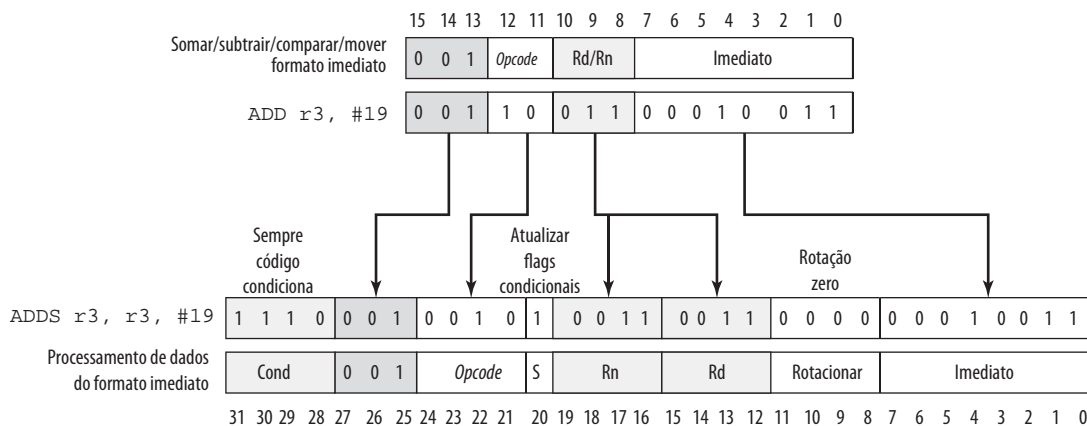 15 14 13 12 11 10 9 8 7 6 5 4 3 2 1 0
Somar/subtrair/comparar/mover
formato imediato
0 0 1 Opcode Rd/Rn Imediato
ADD r3, #19 0 0 1 1 0 0 1 1 0 0 0 1 0 0 1 1
Sempre
código
condiciona
Atualizar
flags
condicionais
Rotação
zero
ADDS r3, r3, #19 1 1 1 0 0 0 1 0 0 1 0 1 0 0 1 1 0 0 1 1 0 0 0 0 0 0 0 1 0 0 1 1
Processamento de dados
do formato imediato
Cond 0 0 1 Opcode S Rn Rd Rotacionar Imediato
31 30 29 28 27 26 25 24 23 22 21 20 19 18 17 16 15 14 13 12 11 10 9 8 7 6 5 4 3 2 1 0